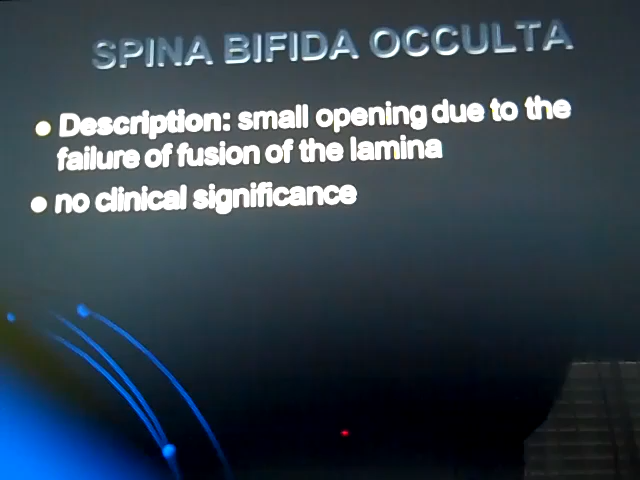 SPINA BIFIDA OCCULTA
Description: small opening due to the
failure of fusion of the lamina
no clinical significance